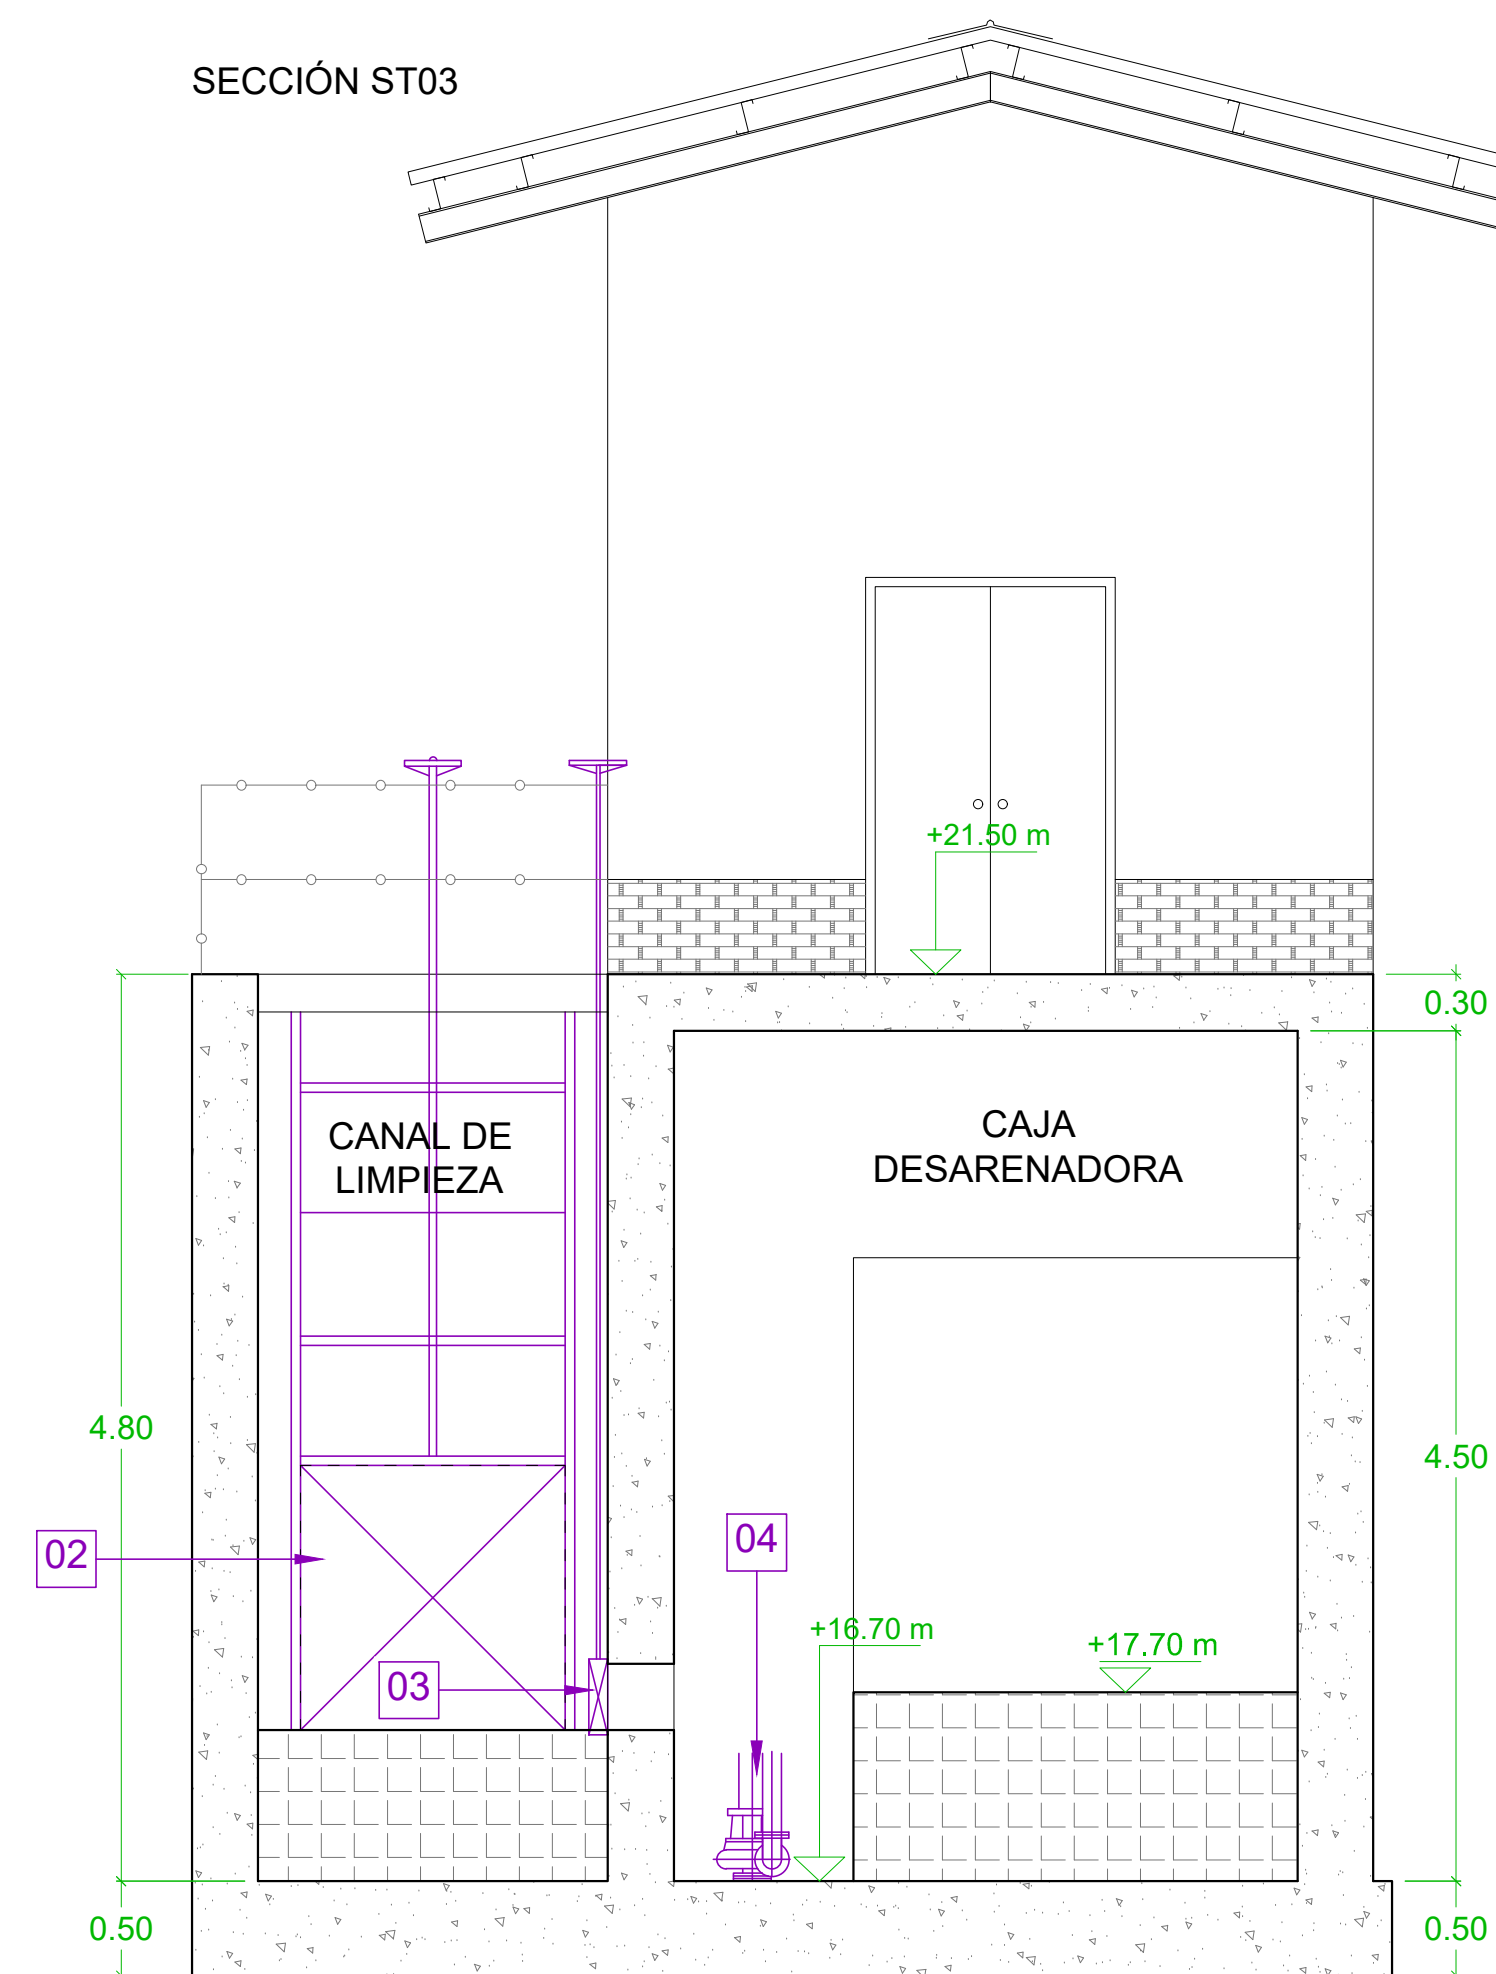 SECCIÓN ST03
+21.50 m
0.30
CANAL DE
LIMPIEZA
CAJA
DESARENADORA
4.80
4.50
02
04
03
+16.70 m
+17.70 m
0.50
0.50